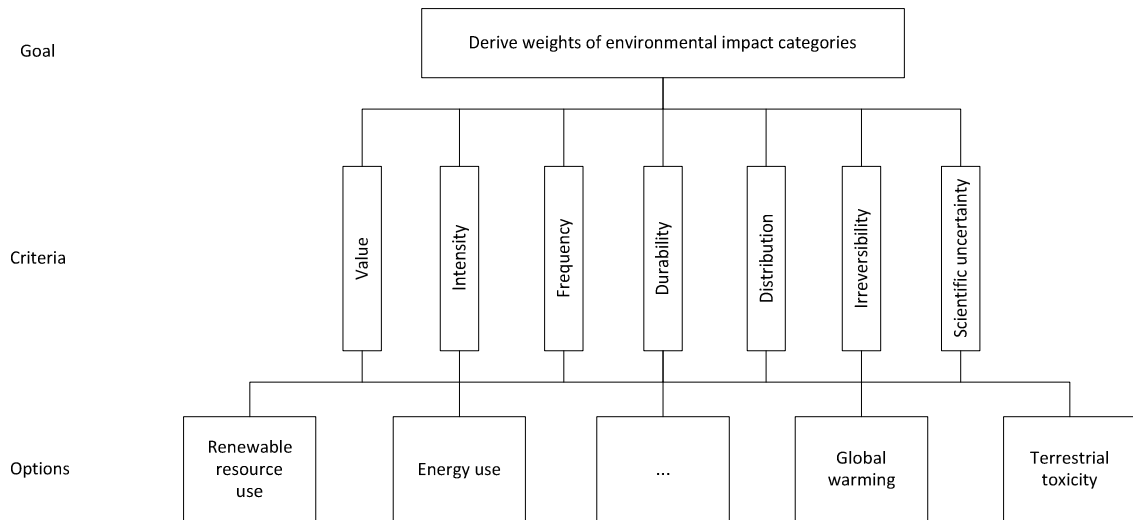 Goal
Derive weights of environmental impact categories
Criteria
Value
Intensity
Frequency
Durability
Distribution
Irreversibility
Scientific uncertainty
Options
Renewable
resource
use
Energy use
...
Global
warming
Terrestrial
toxicity